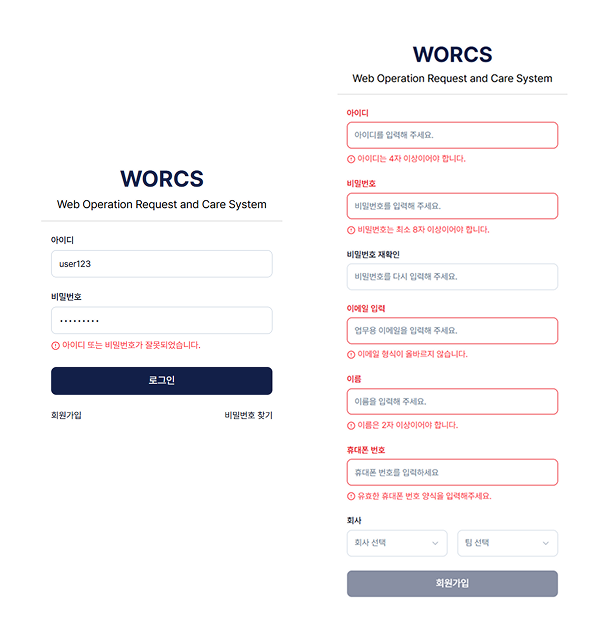 WORCS
Web Operation Request and Care System
아이디
user123
비밀번호
•••••••••
아이디 또는 비밀번호가 잘못되었습니다.
로그인
회원가입
비밀번호 찾기
WORCS
Web Operation Request and Care System
아이디
아이디를 입력해 주세요.
아이디는 4자 이상이어야 합니다.
비밀번호
비밀번호를 입력해 주세요.
비밀번호는 최소 8자 이상이어야 합니다.
비밀번호 재확인
비밀번호를 다시 입력해 주세요.
이메일 입력
업무용 이메일을 입력해 주세요.
이메일 형식이 올바르지 않습니다.
이름
이름을 입력해 주세요.
이름은 2자 이상이어야 합니다.
휴대폰 번호
휴대폰 번호를 입력하세요
유효한 휴대폰 번호 양식을 입력해주세요.
회사
회사 선택
팀 선택
회원가입